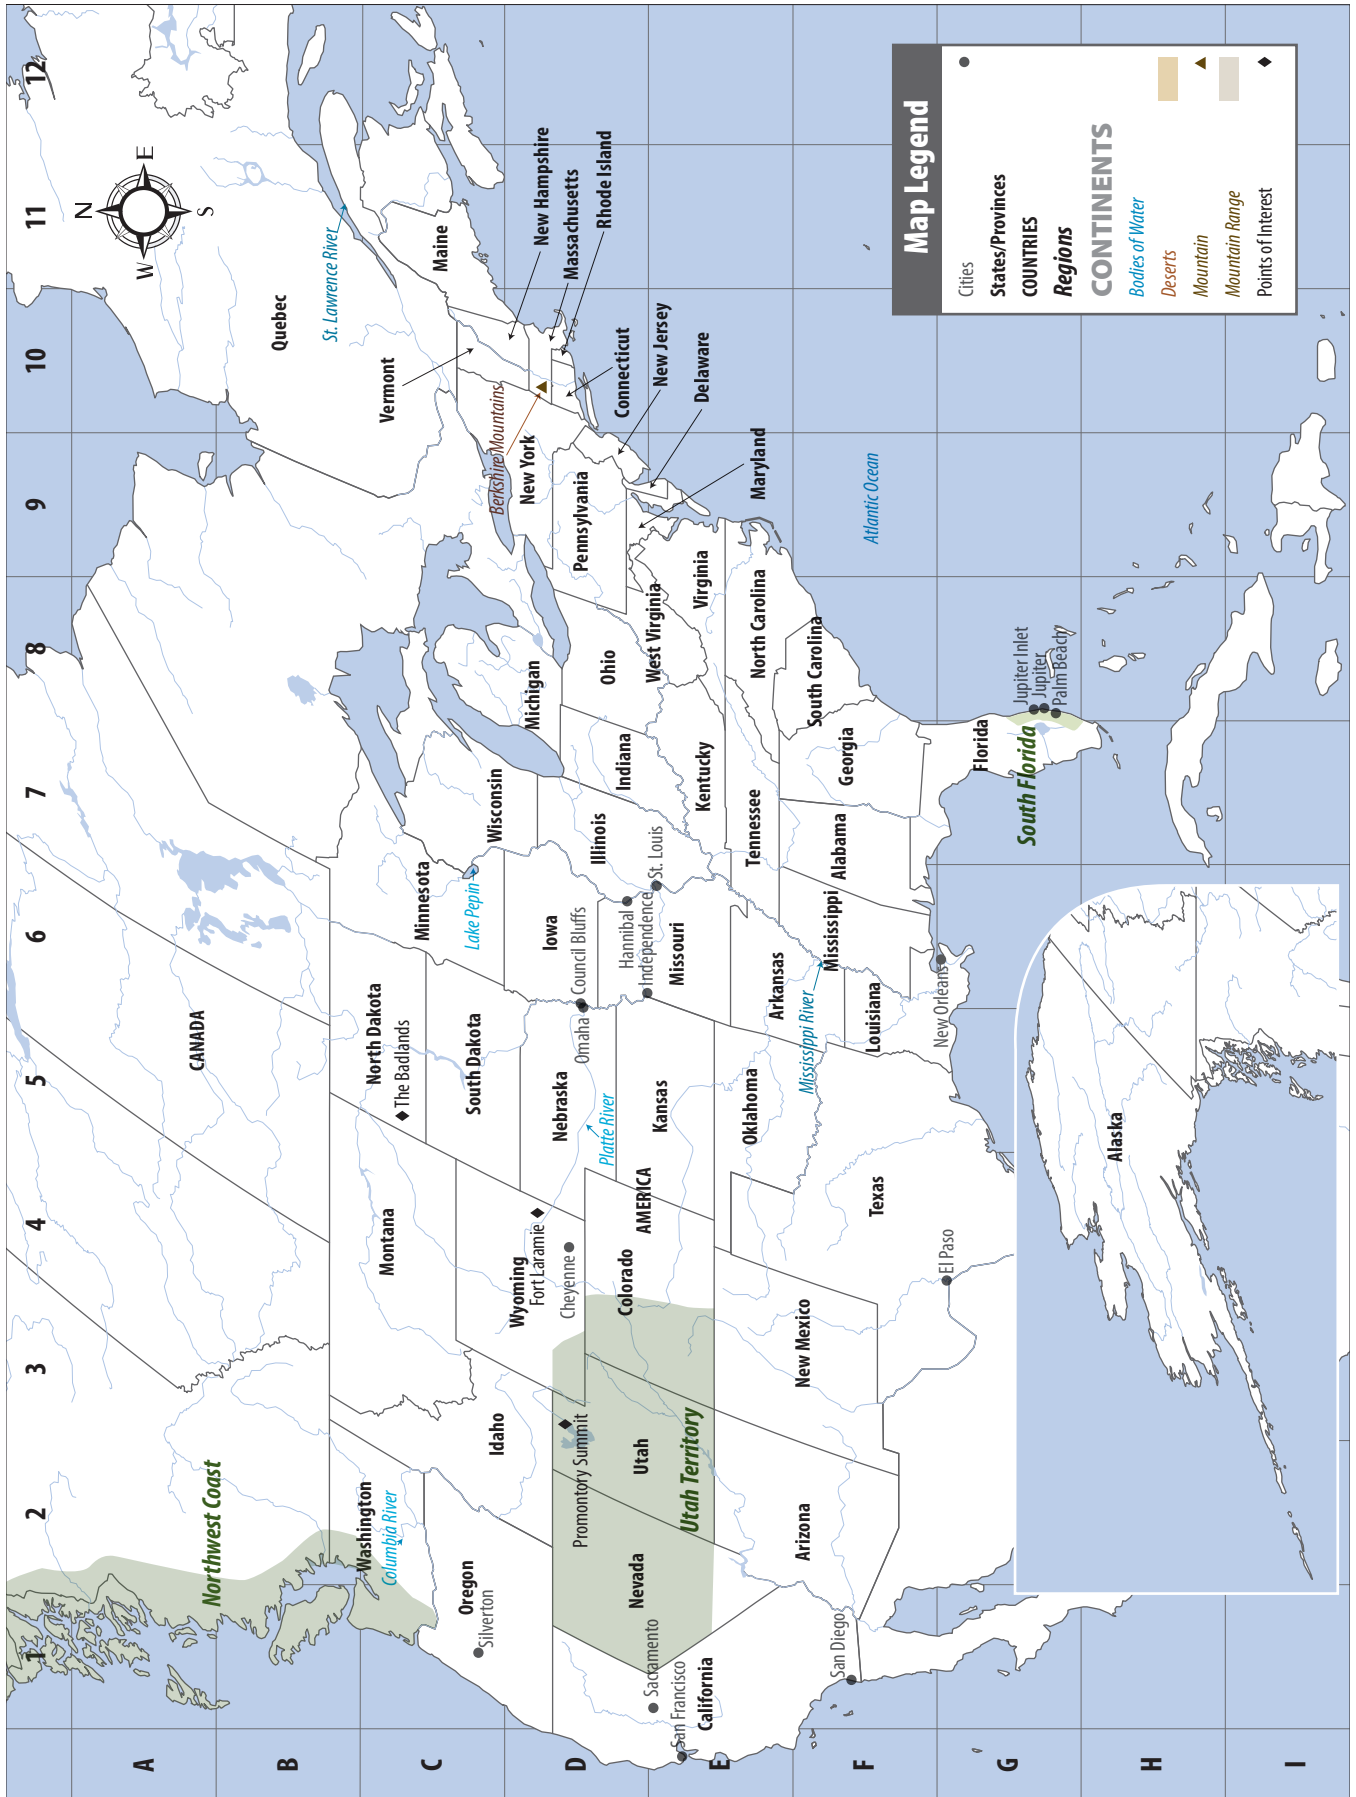 1
2
3
4
5
6
7
8
9
10
11
12
A
B
C
D
E
F
G
H
I
N
E
S
W
Northwest Coast
CANADA
Quebec
St. Lawrence River
Washington
Columbia River
Montana
North Dakota
The Badlands
Minnesota
Vermont
Maine
New Hampshire
Massachusetts
Rhode Island
Oregon
Silverton
Idaho
South Dakota
Lake Pepin
Wisconsin
Michigan
Berkshire Mountains
New York
Wyoming
Fort Laramie
Cheyenne
Promontory Summit
Nebraska
Omaha
Council Bluffs
Platte River
Iowa
Illinois
Indiana
Ohio
Pennsylvania
Connecticut
New Jersey
Delaware
Maryland
Nevada
Utah
Utah Territory
Colorado
AMERICA
Kansas
Hannibal
Independence
St. Louis
Missouri
Kentucky
West Virginia
Virginia
Sacramento
San Francisco
California
San Diego
Arizona
New Mexico
Oklahoma
Arkansas
Mississippi River
Tennessee
North Carolina
South Carolina
Mississippi
Alabama
Georgia
Louisiana
New Orleans
Texas
El Paso
Florida
South Florida
Jupiter Inlet
Jupiter
Palm Beach
Atlantic Ocean
Alaska
Map Legend
Cities
States/Provinces
COUNTRIES
Regions
CONTINENTS
Bodies of Water
Deserts
Mountain
Mountain Range
Points of Interest